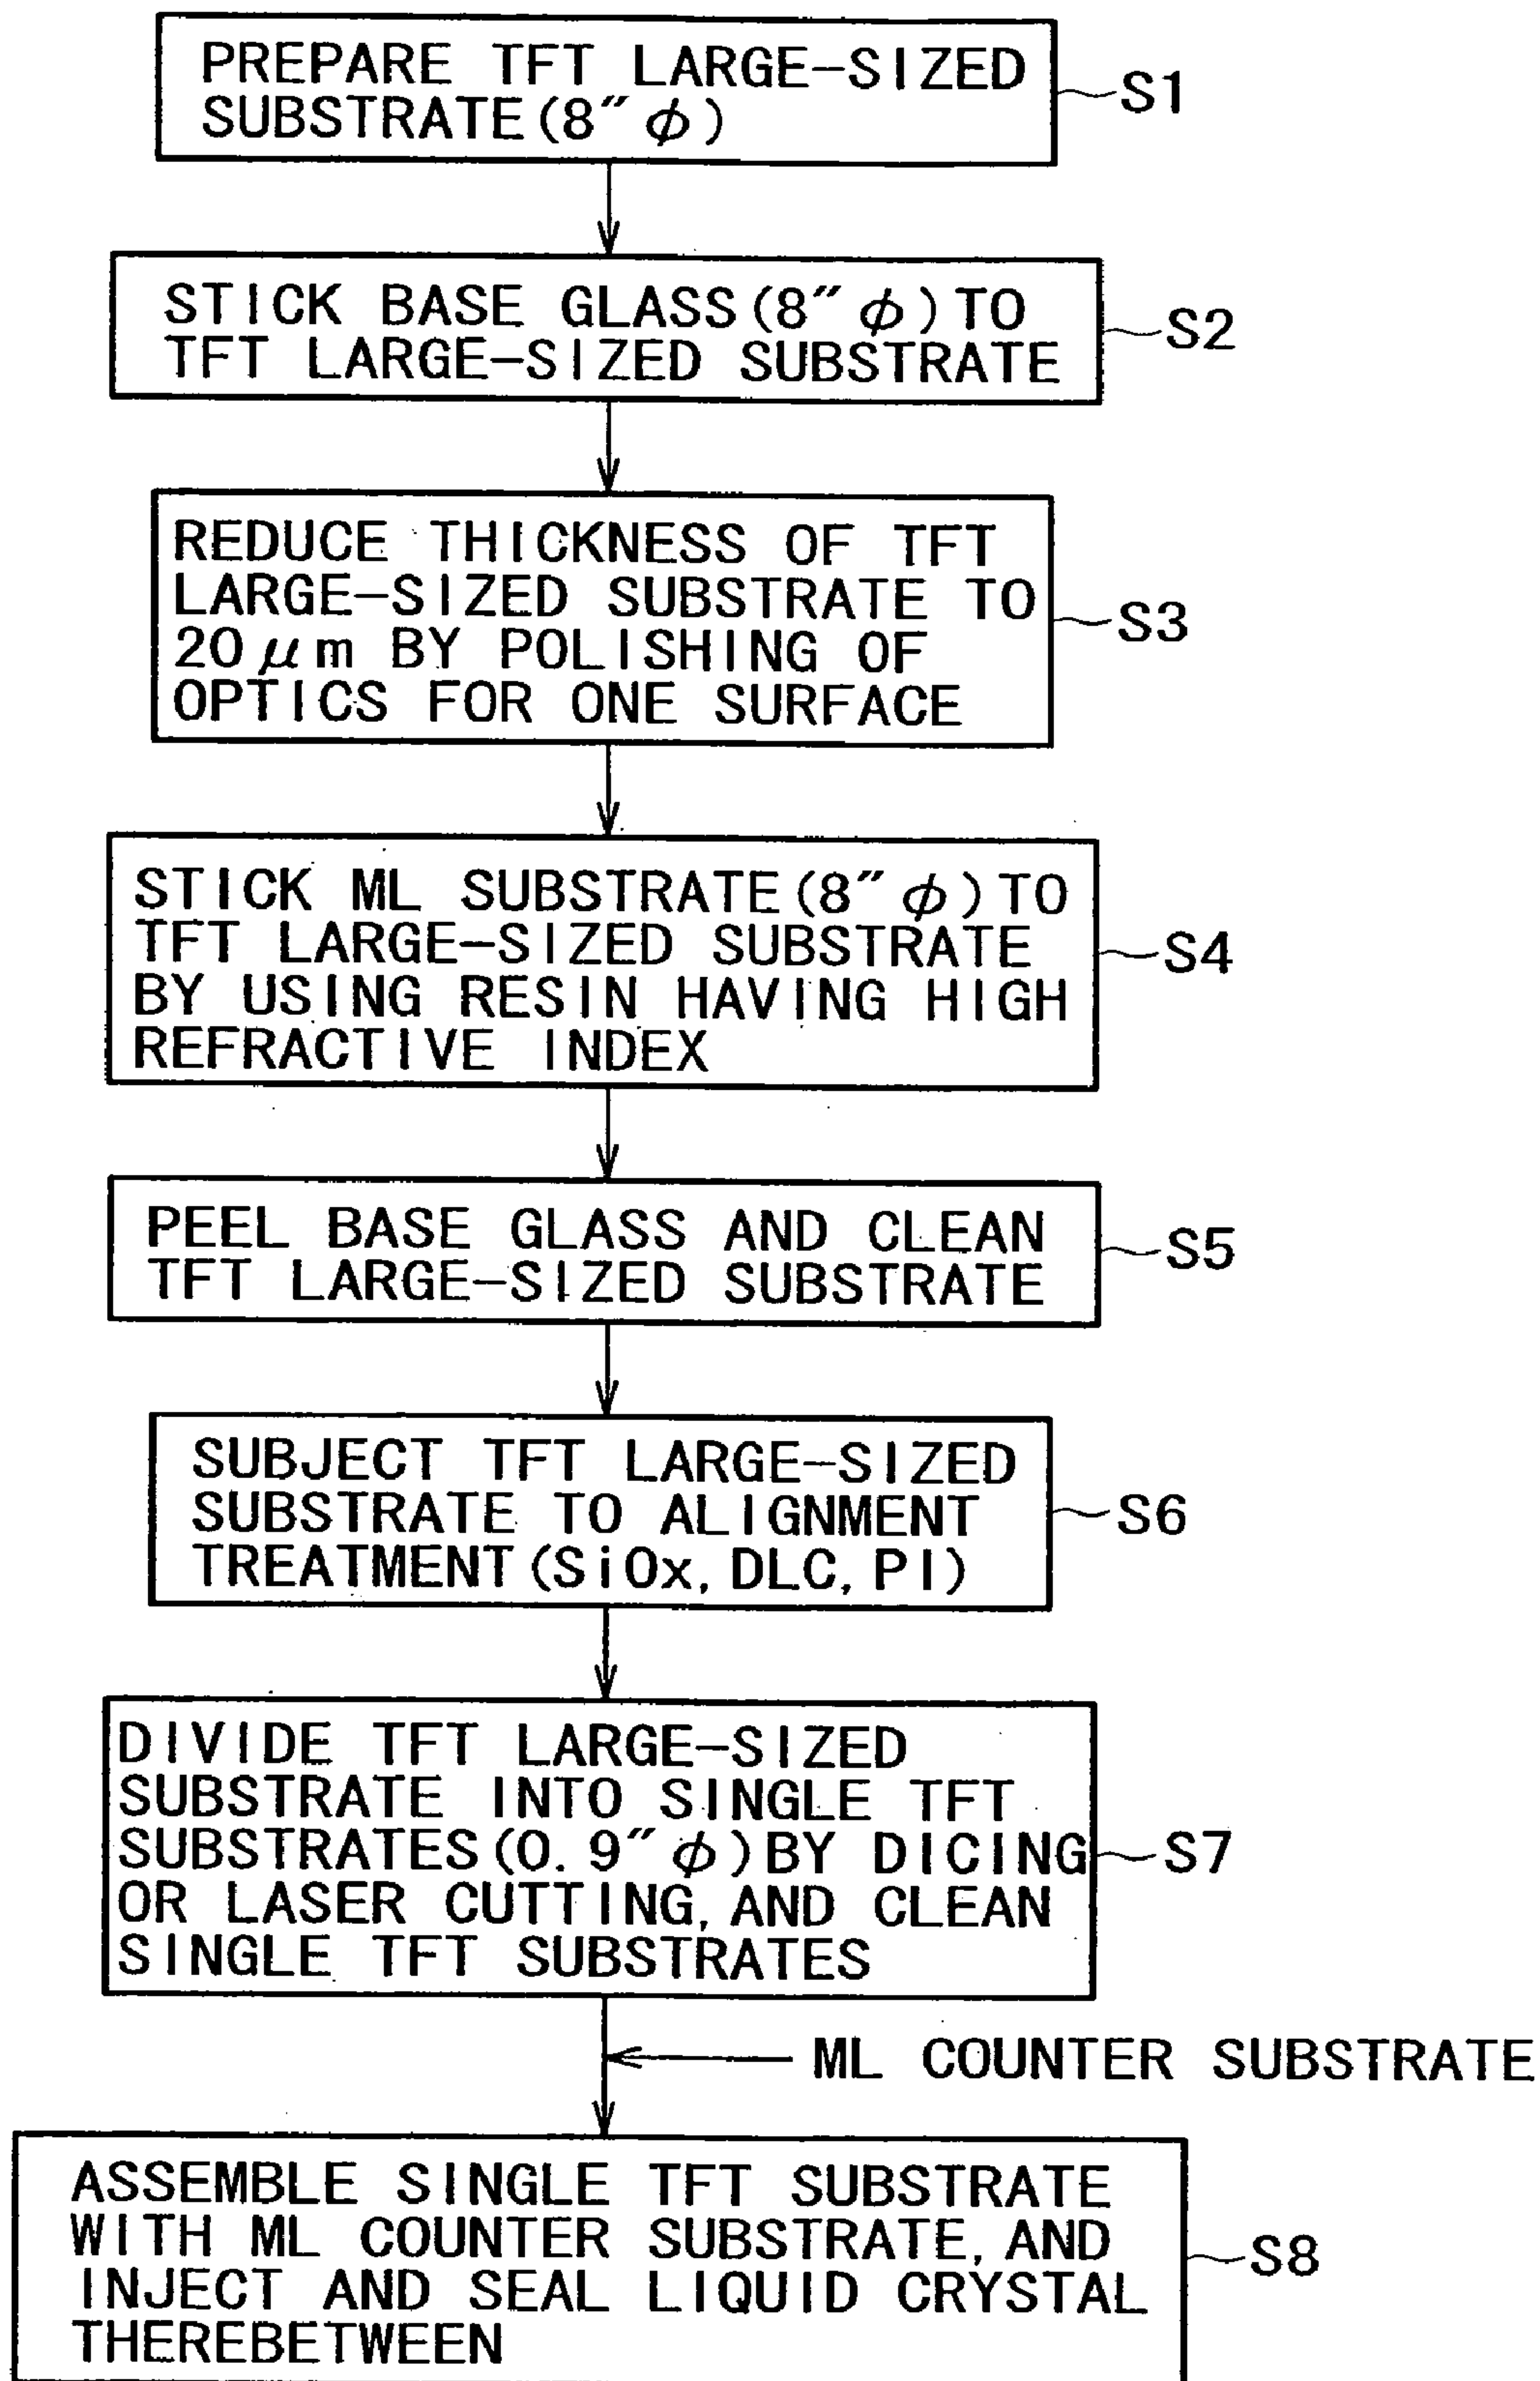 PREPARE TFT LARGE-SIZED
SUBSTRATE(8″φ)
S1
STICK BASE GLASS(8″φ)TO
TFT LARGE-SIZED SUBSTRATE
S2
REDUCE THICKNESS OF TFT
LARGE-SIZED SUBSTRATE TO
20μm BY POLISHING OF
OPTICS FOR ONE SURFACE
S3
STICK ML SUBSTRATE(8″φ)TO
TFT LARGE-SIZED SUBSTRATE
BY USING RESIN HAVING HIGH
REFRACTIVE INDEX
S4
PEEL BASE GLASS AND CLEAN
TFT LARGE-SIZED SUBSTRATE
S5
SUBJECT TFT LARGE-SIZED
SUBSTRATE TO ALIGNMENT
TREATMENT(SiOx, DLC, PI)
S6
DIVIDE TFT LARGE-SIZED
SUBSTRATE INTO SINGLE TFT
SUBSTRATES(0.9″φ)BY DICING
OR LASER CUTTING, AND CLEAN
SINGLE TFT SUBSTRATES
S7
ML COUNTER SUBSTRATE
ASSEMBLE SINGLE TFT SUBSTRATE
WITH ML COUNTER SUBSTRATE, AND
INJECT AND SEAL LIQUID CRYSTAL
THEREBETWEEN
S8